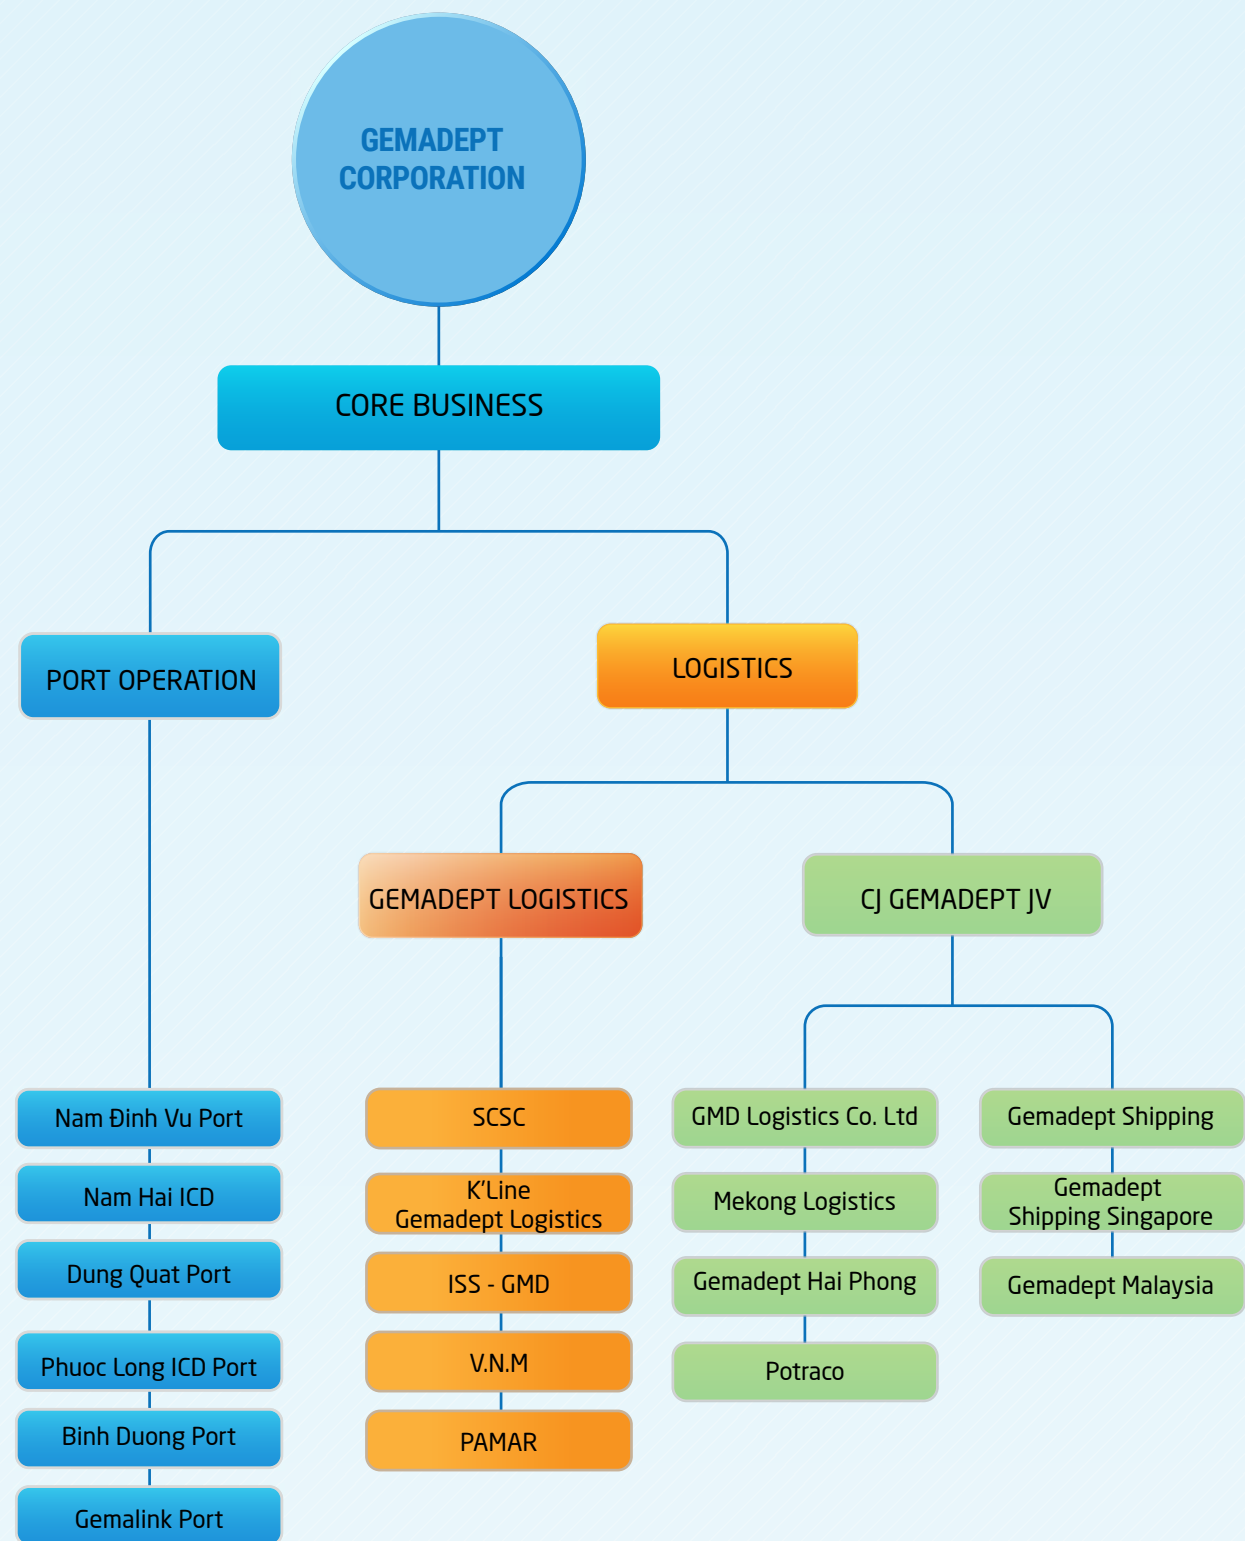 GEMADEPT
CORPORATION
CORE BUSINESS
PORT OPERATION
LOGISTICS
GEMADEPT LOGISTICS
CJ GEMADEPT JV
Nam Đinh Vu Port
Nam Hai ICD
Dung Quat Port
Phuoc Long ICD Port
Binh Duong Port
Gemalink Port
SCSC
K'Line
Gemadept Logistics
ISS - GMD
V.N.M
PAMAR
GMD Logistics Co. Ltd
Mekong Logistics
Gemadept Hai Phong
Potraco
Gemadept Shipping
Gemadept
Shipping Singapore
Gemadept Malaysia